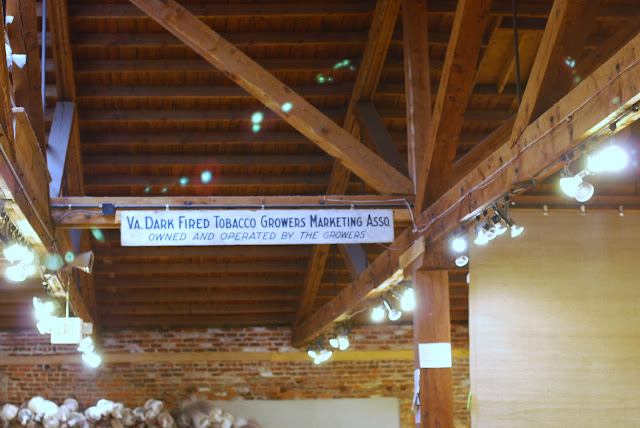 VA. DARK FIRED TOBACCO GROWERS MARKETING ASSO.
OWNED AND OPERATED BY THE GROWERS